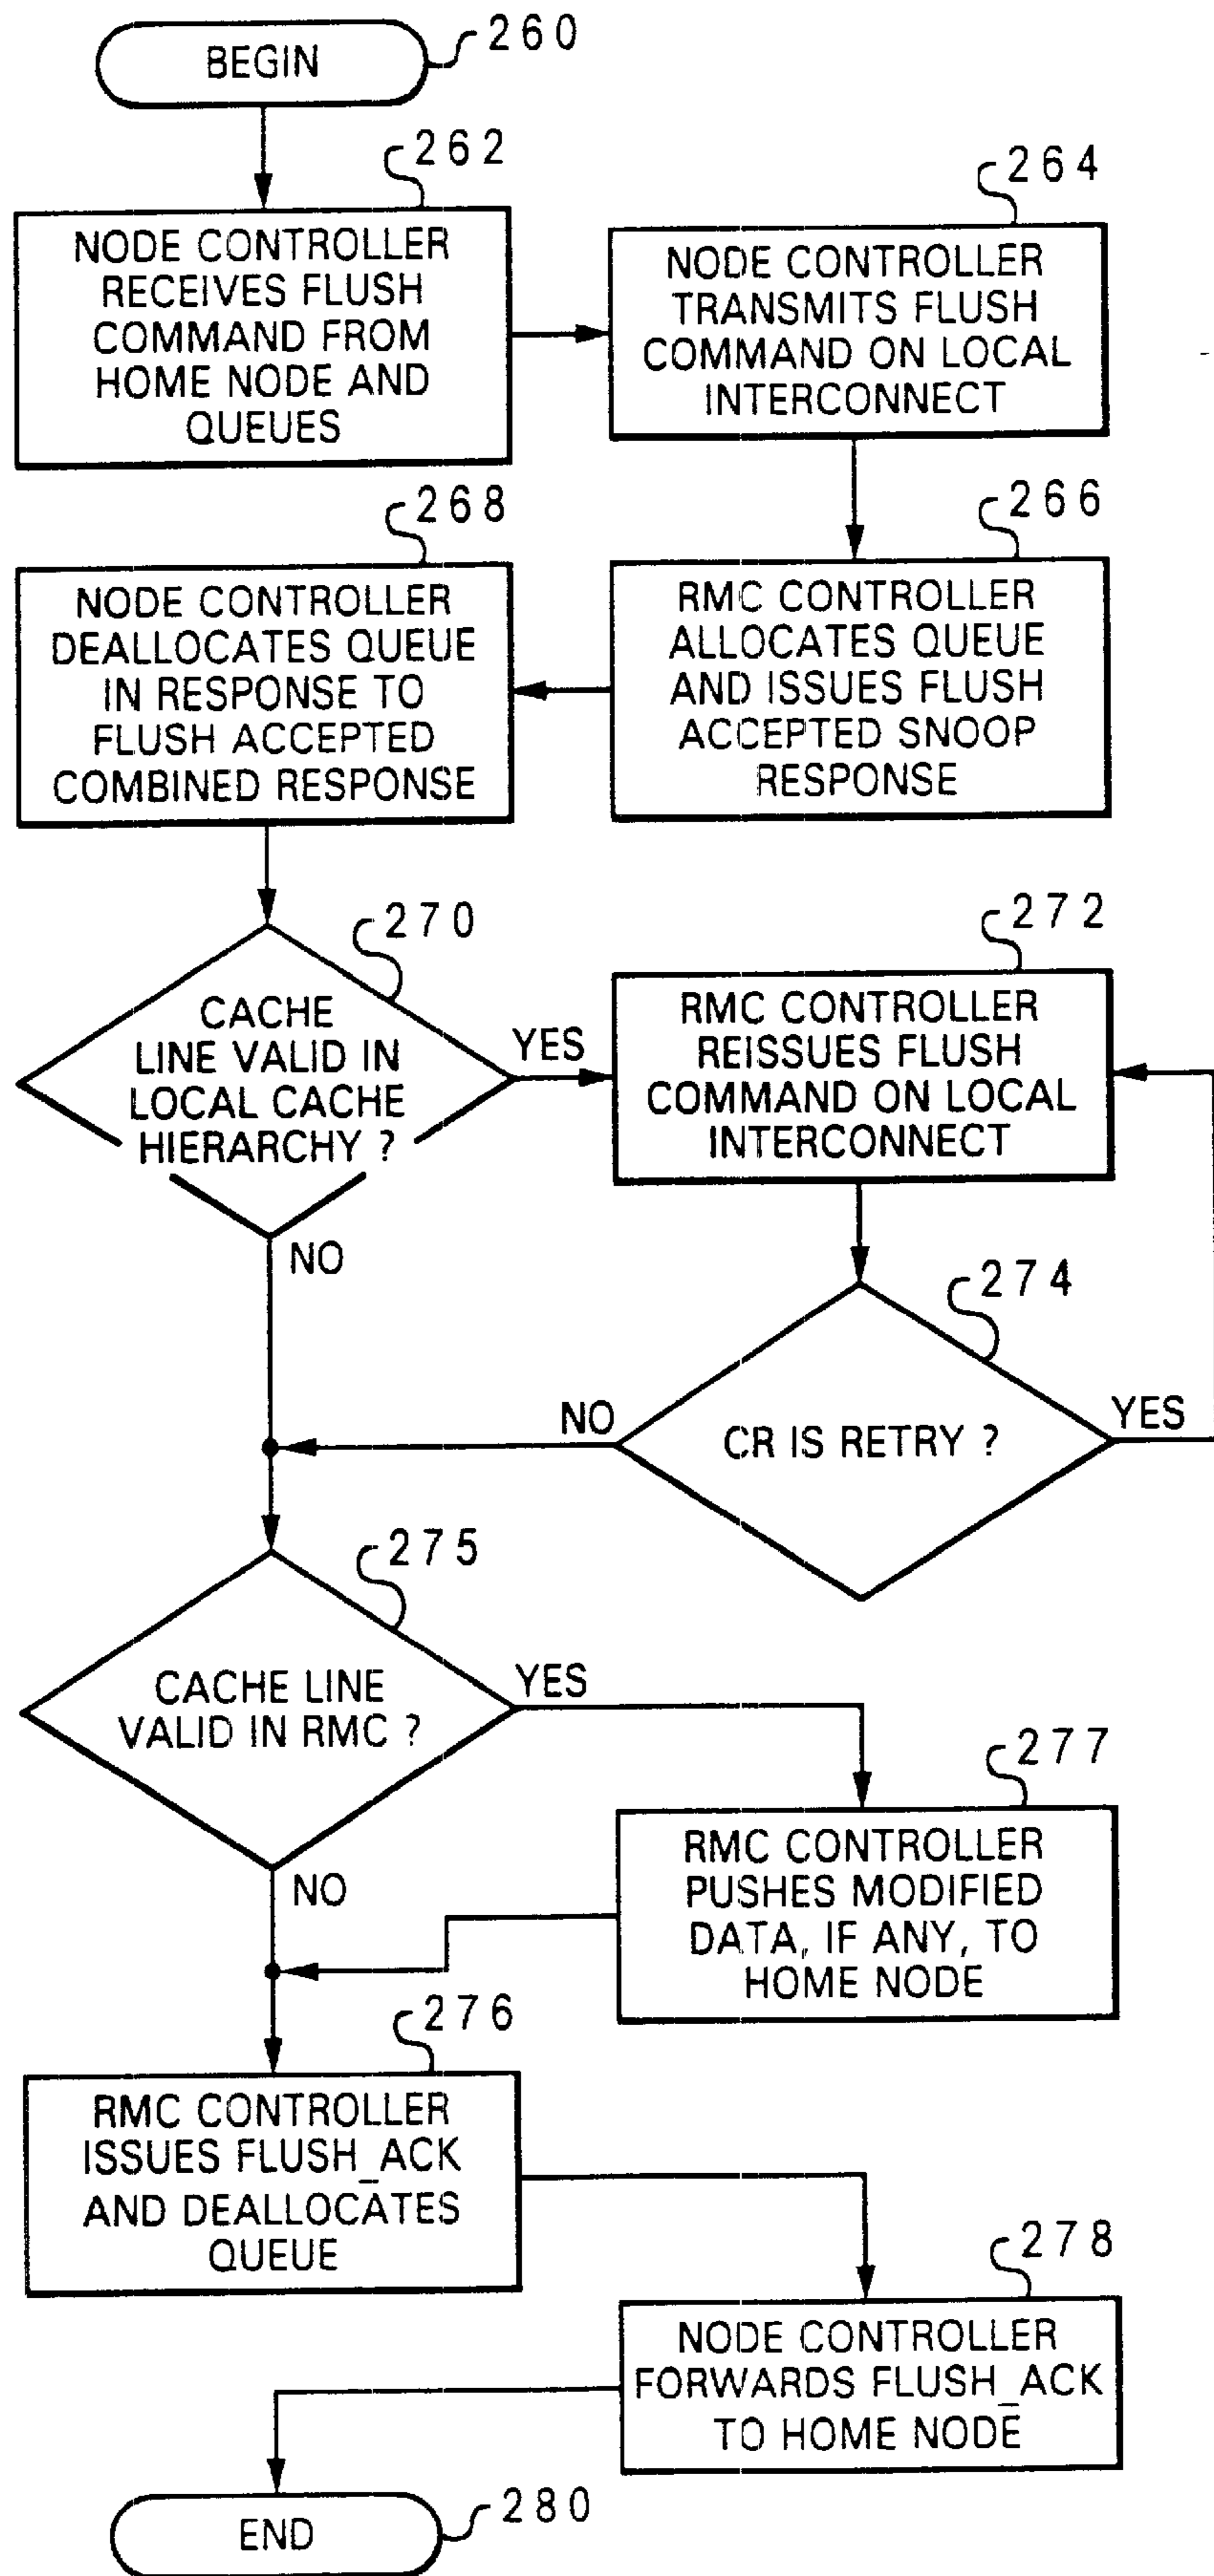 BEGIN
260
262
NODE CONTROLLER
RECEIVES FLUSH
COMMAND FROM
HOME NODE AND
QUEUES
264
NODE CONTROLLER
TRANSMITS FLUSH
COMMAND ON LOCAL
INTERCONNECT
266
RMC CONTROLLER
ALLOCATES QUEUE
AND ISSUES FLUSH
ACCEPTED SNOOP
RESPONSE
268
NODE CONTROLLER
DEALLOCATES QUEUE
IN RESPONSE TO
FLUSH ACCEPTED
COMBINED RESPONSE
270
CACHE
LINE VALID IN
LOCAL CACHE
HIERARCHY ?
YES
NO
272
RMC CONTROLLER
REISSUES FLUSH
COMMAND ON LOCAL
INTERCONNECT
274
CR IS RETRY ?
NO
YES
275
CACHE LINE
VALID IN RMC ?
YES
NO
277
RMC CONTROLLER
PUSHES MODIFIED
DATA, IF ANY, TO
HOME NODE
276
RMC CONTROLLER
ISSUES FLUSH_ACK
AND DEALLOCATES
QUEUE
278
NODE CONTROLLER
FORWARDS FLUSH_ACK
TO HOME NODE
END
280